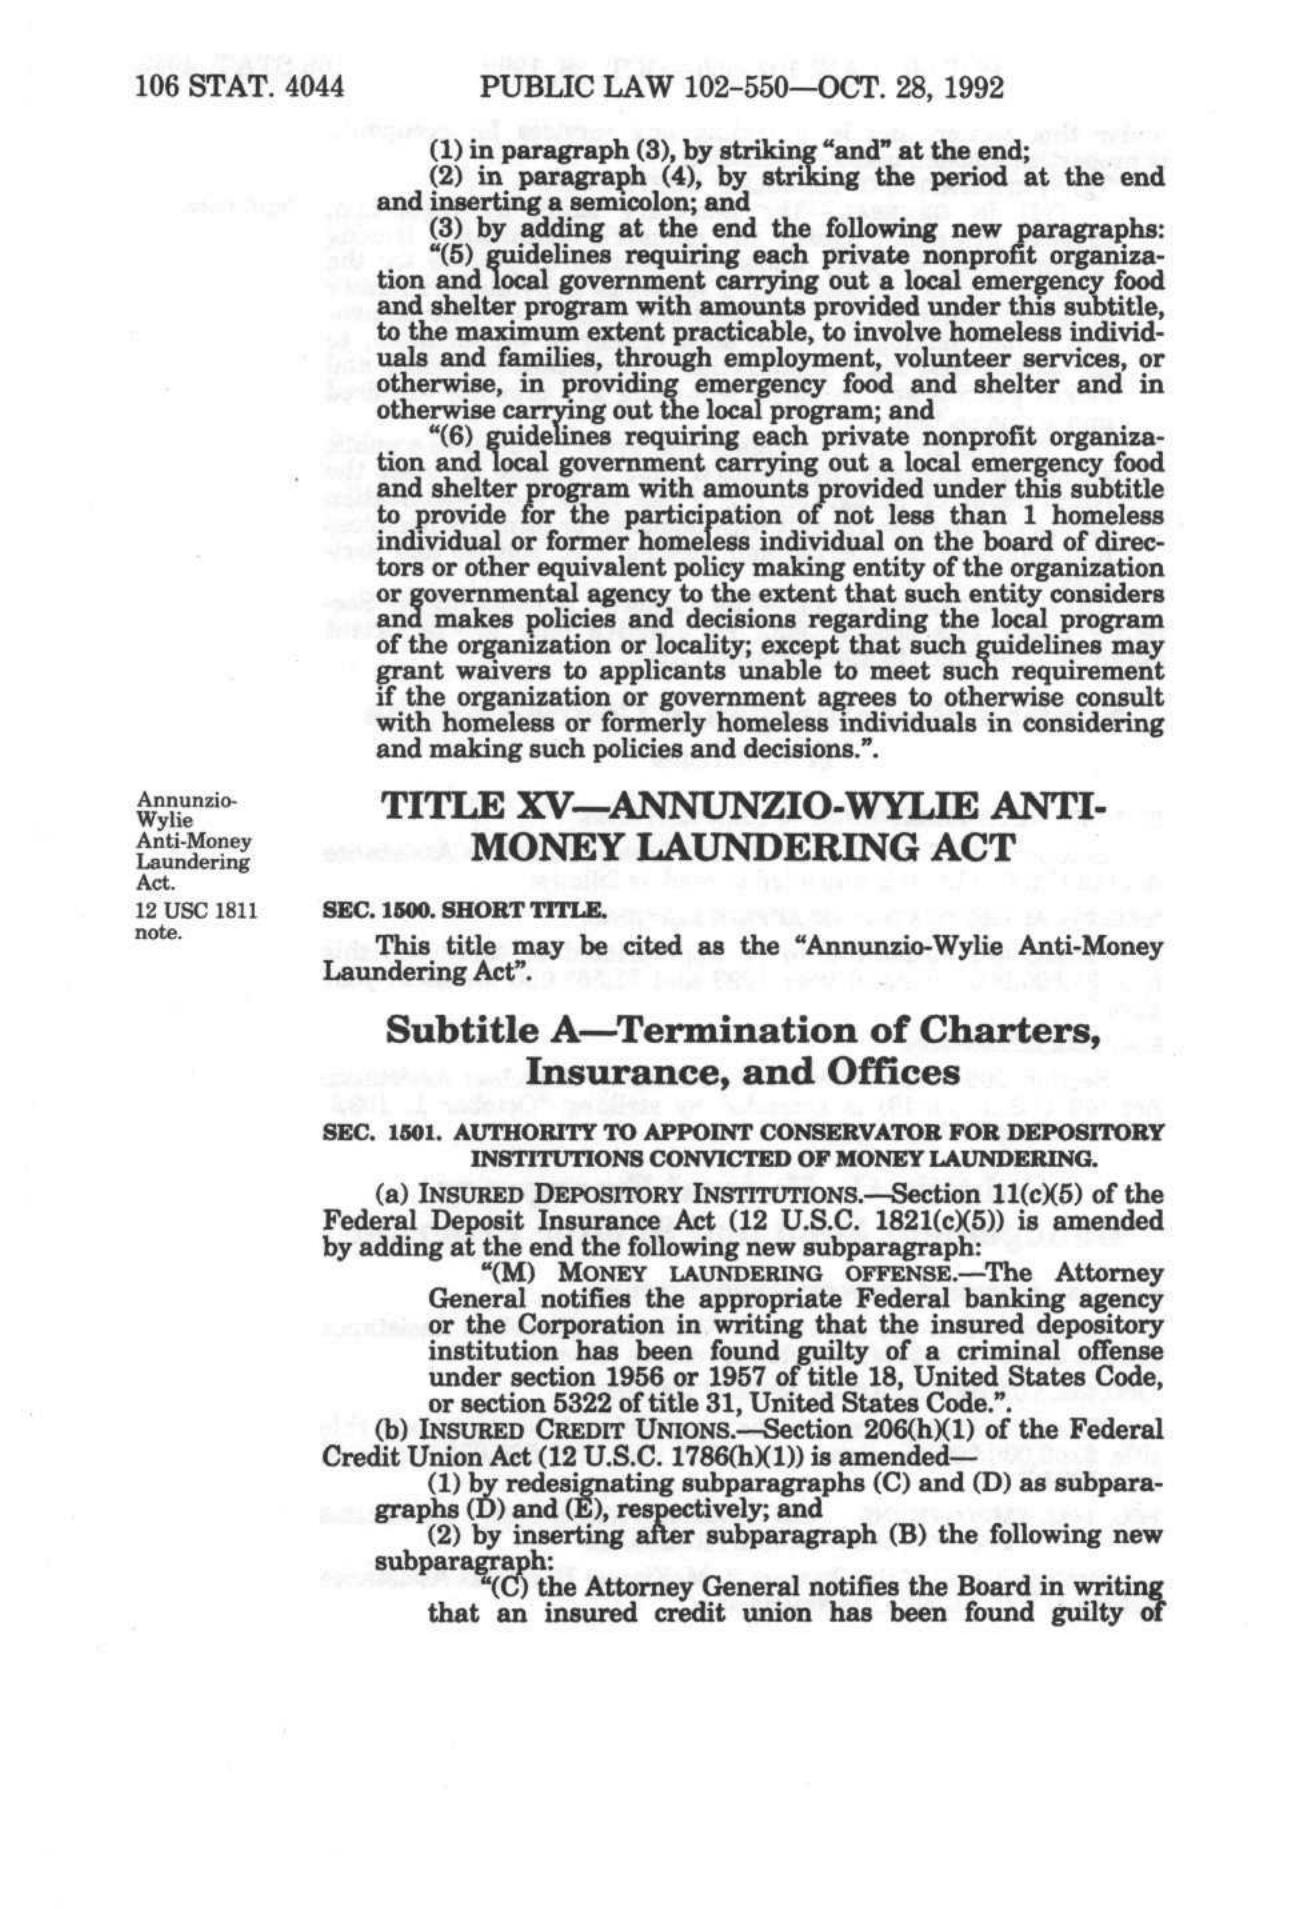 106 STAT. 4044 PUBLIC LAW 102-550—OCT. 28, 1992
(1) in paragraph (3), by striking “and” at the end;
(2) in paragraph (4), by striking the period at the end
and inserting a semicolon; and
(3) by adding at the end the following new paragraphs:
“(5) guidelines requiring each private nonprofit organiza-
tion and local government carrying out a local emergency food
and shelter program with amounts provided under this subtitle,
to the maximum extent practicable, to involve homeless individ-
uals and families, through employment, volunteer services, or
otherwise, in providing emergency food and shelter and in
otherwise carrying out the local program; and
“(6) guidelines requiring each private nonprofit organiza-
tion and local government carrying out a local emergency food
and shelter program with amounts provided under this subtitle
to provide for the participation of not less than 1 homeless
individual or former homeless individual on the board of direc-
tors or other equivalent policy making entity of the organization
or governmental agency to the extent that such entity considers
and makes policies and decisions regarding the local program
of the organization or locality; except that such guidelines may
grant waivers to applicants unable to meet such requirement
if the organization or government agrees to otherwise consult
with homeless or formerly homeless individuals in considering
and making such policies and decisions.”.
Annunzio-
Wylie
Anti-Money
Laundering
Act.
12 USC 1811
note.
TITLE XV—ANNUNZIO-WYLIE ANTI-
MONEY LAUNDERING ACT
SEC. 1500. SHORT TITLE.
This title may be cited as the “Annunzio-Wylie Anti-Money
Laundering Act”.
Subtitle A—Termination of Charters,
Insurance, and Offices
SEC. 1501. AUTHORITY TO APPOINT CONSERVATOR FOR DEPOSITORY
INSTITUTIONS CONVICTED OF MONEY LAUNDERING.
(a) INSURED DEPOSITORY INSTITUTIONS.—Section 11(c)(5) of the
Federal Deposit Insurance Act (12 U.S.C. 1821(c)(5)) is amended
by adding at the end the following new subparagraph:
“(M) MONEY LAUNDERING OFFENSE.—The Attorney
General notifies the appropriate Federal banking agency
or the Corporation in writing that the insured depository
institution has been found guilty of a criminal offense
under section 1956 or 1957 of title 18, United States Code,
or section 5322 of title 31, United States Code.”.
(b) INSURED CREDIT UNIONS.—Section 206(h)(1) of the Federal
Credit Union Act (12 U.S.C. 1786(h)(1)) is amended—
(1) by redesignating subparagraphs (C) and (D) as subpara-
graphs (D) and (E), respectively; and
(2) by inserting after subparagraph (B) the following new
subparagraph:
“(C) the Attorney General notifies the Board in writing
that an insured credit union has been found guilty of